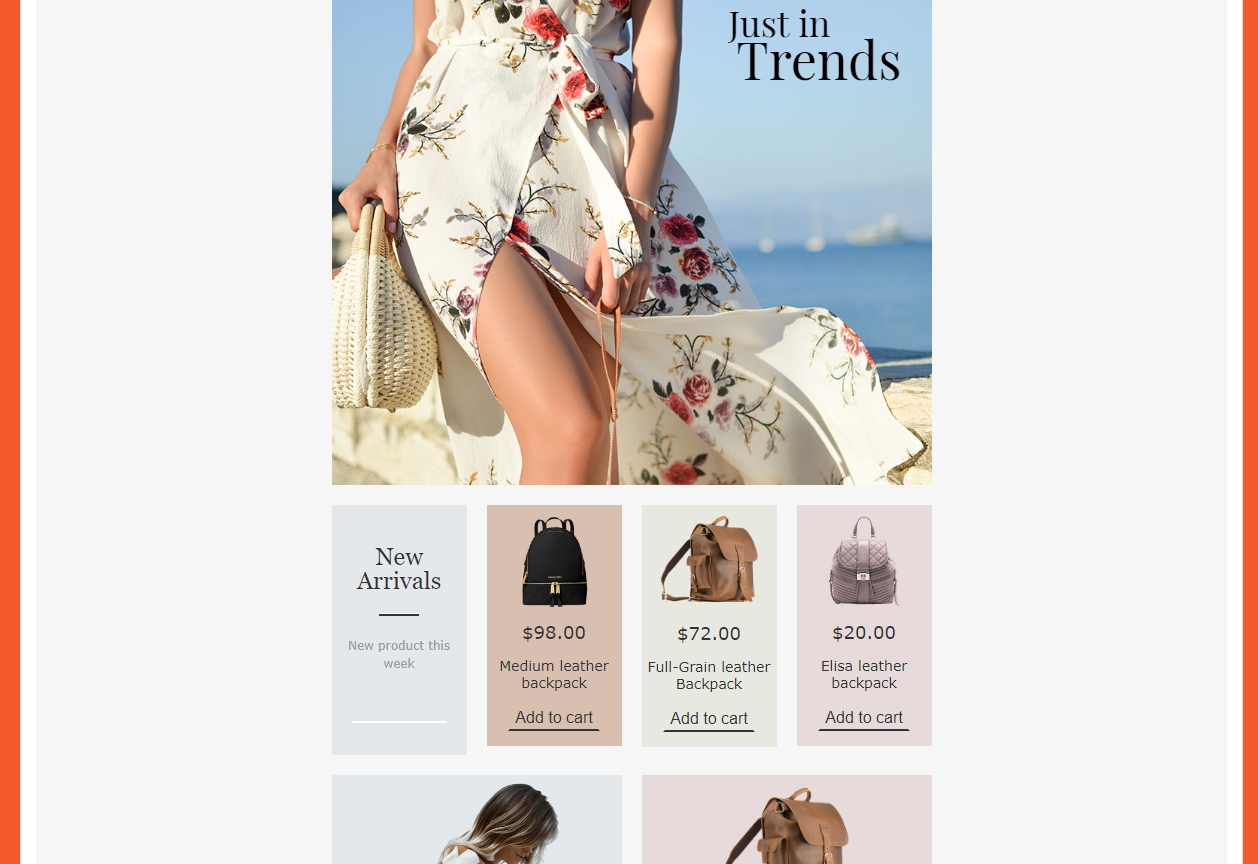 Just in
Trends
New
Arrivals
New product this
week
$98.00
Medium leather
backpack
Add to cart
$72.00
Full-Grain leather
Backpack
Add to cart
$20.00
Elisa leather
backpack
Add to cart